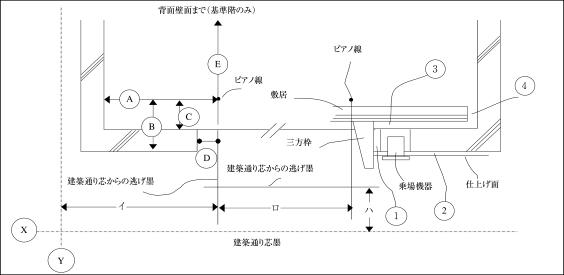 背面壁面まで(基準階のみ)
E
ピアノ線
ピアノ線
3
4
A
敷居
C
B
三方枠
D
建築通り芯からの逃げ墨
建築通り芯からの逃げ墨
乗場機器
仕上げ面
イ
ロ
ハ
1
2
X
建築通り芯墨
Y